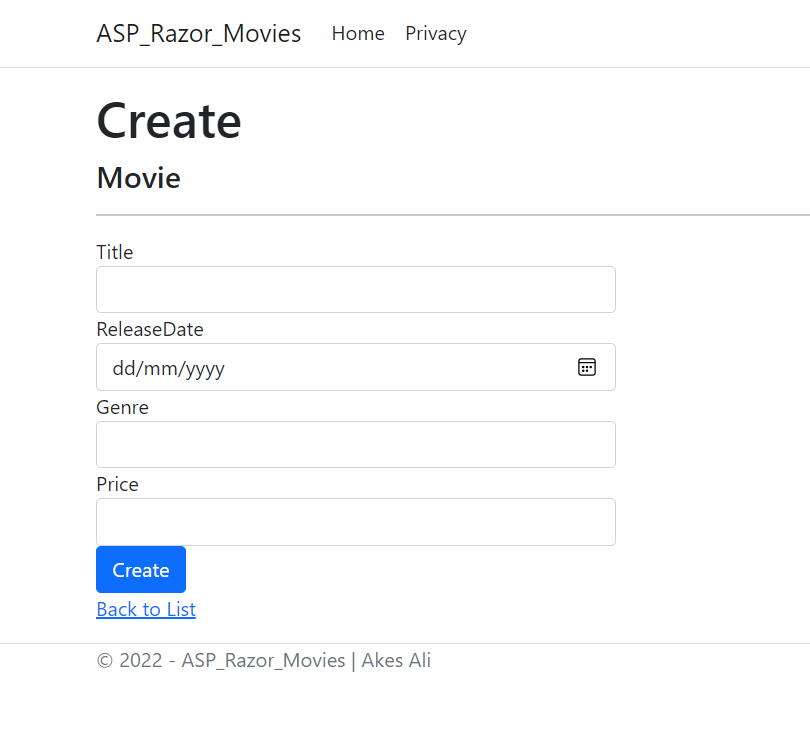 ASP_Razor_Movies Home Privacy
Create
Movie
Title
ReleaseDate
dd/mm/yyyy
Genre
Price
Create
Back to List
© 2022 - ASP_Razor_Movies | Akes Ali